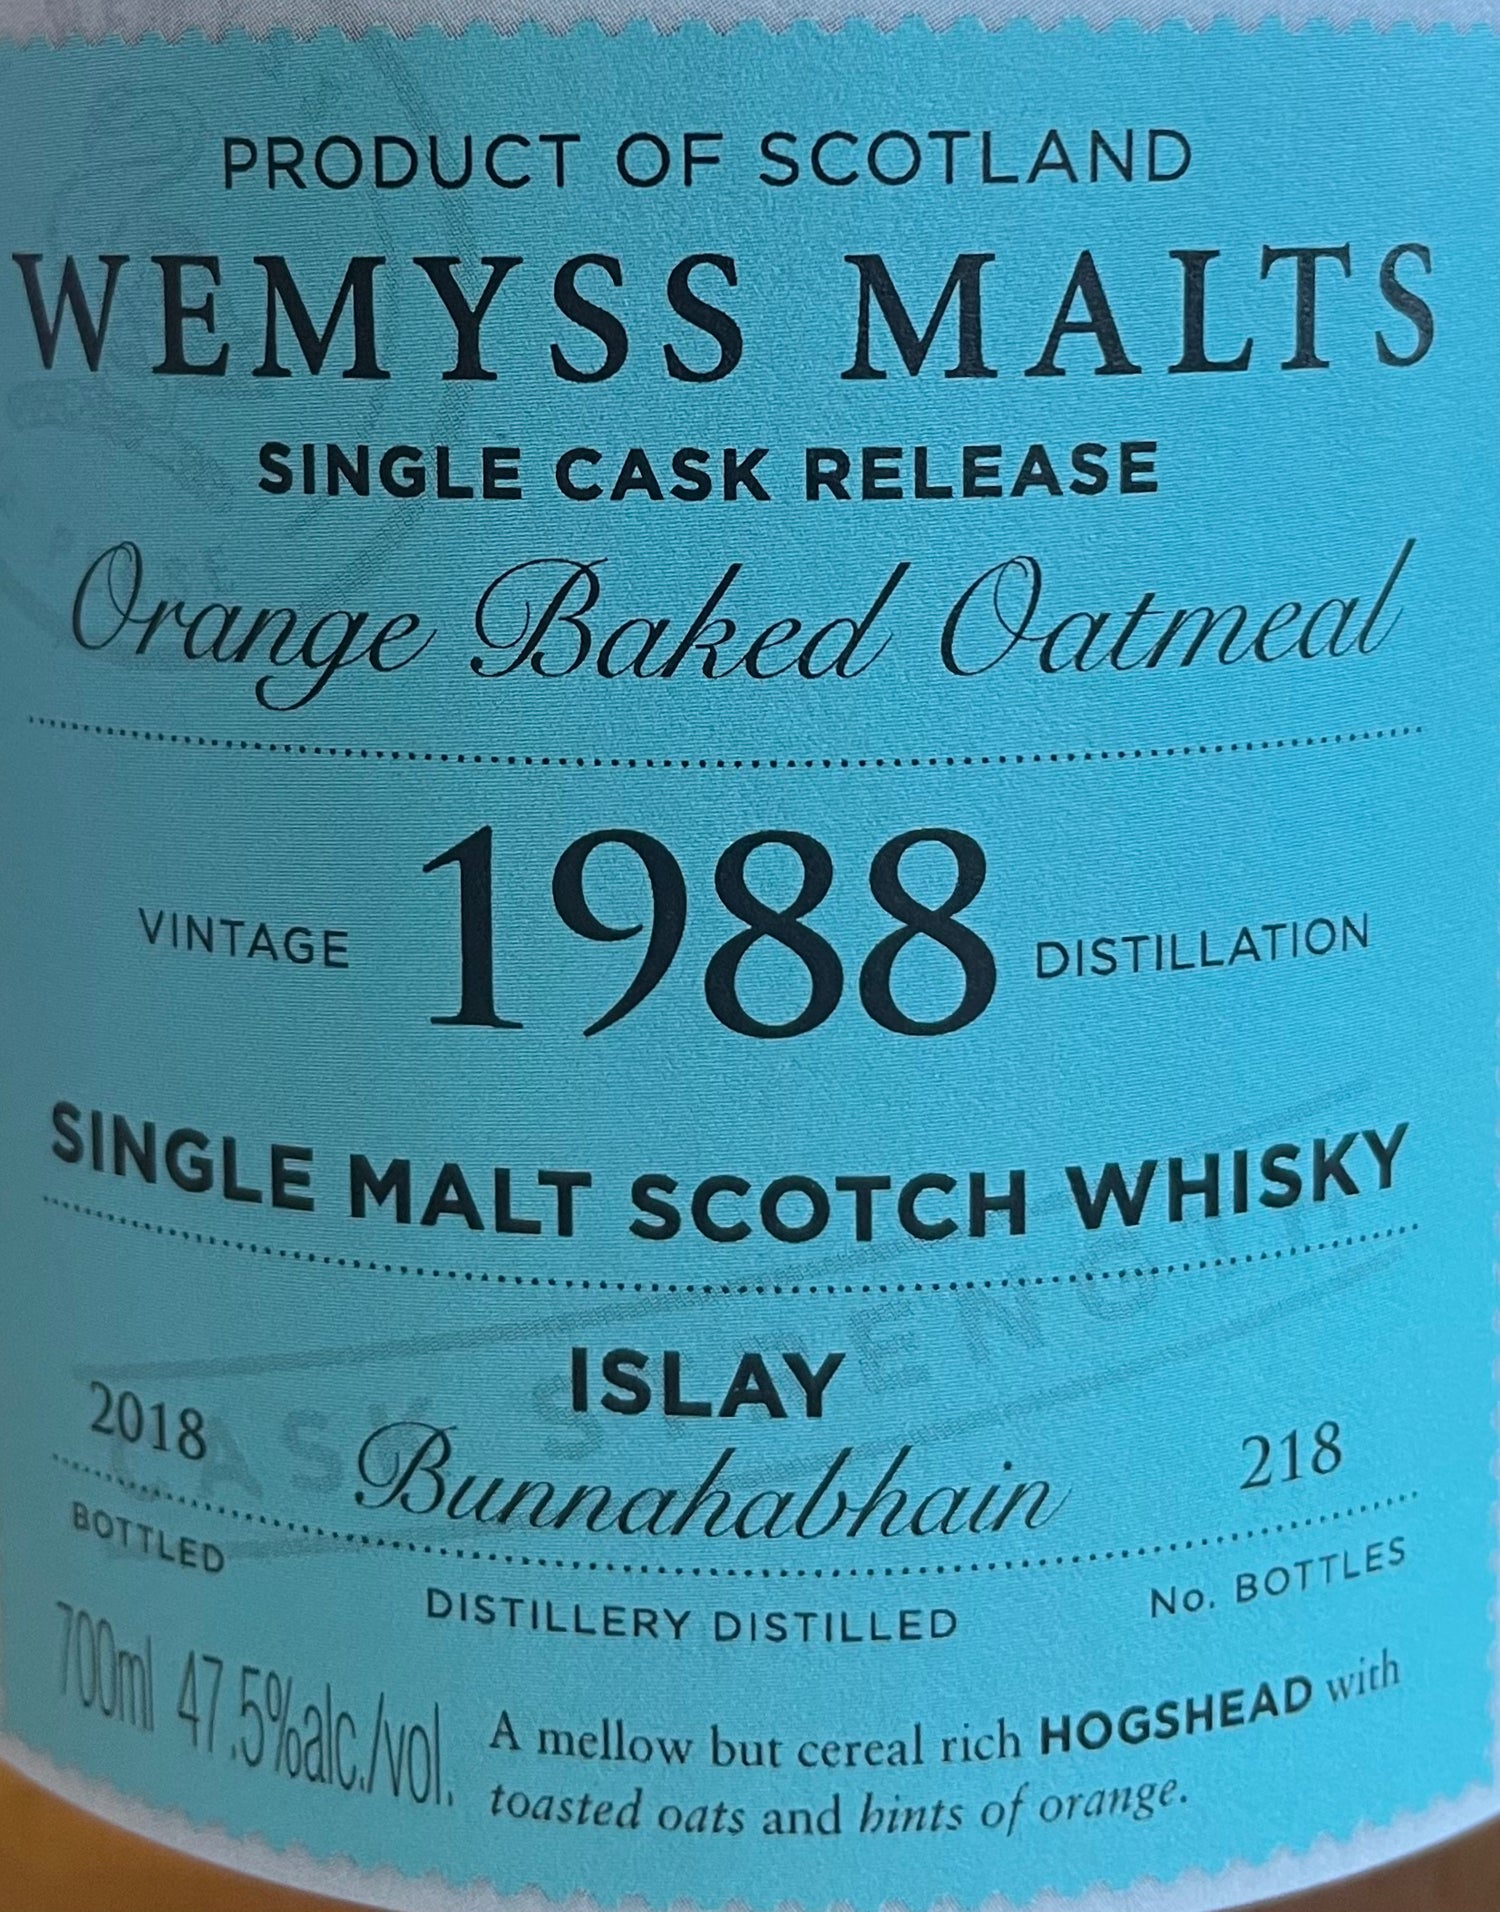 PRODUCT OF SCOTLAND
WEMYSS MALTS
SINGLE CASK RELEASE
Orange Baked Oatmeal
VINTAGE 1988 DISTILLATION
SINGLE MALT SCOTCH WHISKY
CASK STRENGTH
ISLAY
2018 Bunnahabhain 218
BOTTLED DISTILLERY DISTILLED No. BOTTLES
700ml 47.5%alc./vol.
A mellow but cereal rich HOGSHEAD with
toasted oats and hints of orange.